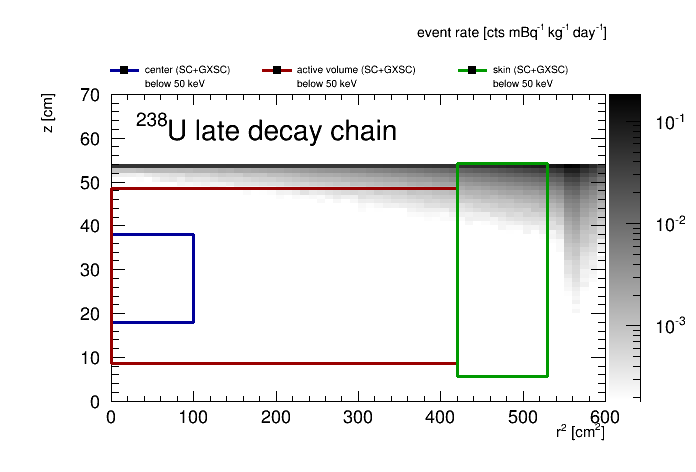 event rate [cts mBq⁻¹ kg⁻¹ day⁻¹]
center (SC+GXSC) below 50 keV
active volume (SC+GXSC) below 50 keV
skin (SC+GXSC) below 50 keV
z [cm]
²³⁸U late decay chain
70
60
50
40
30
20
10
0
0 100 200 300 400 500 600
r² [cm²]
10⁻¹
10⁻²
10⁻³